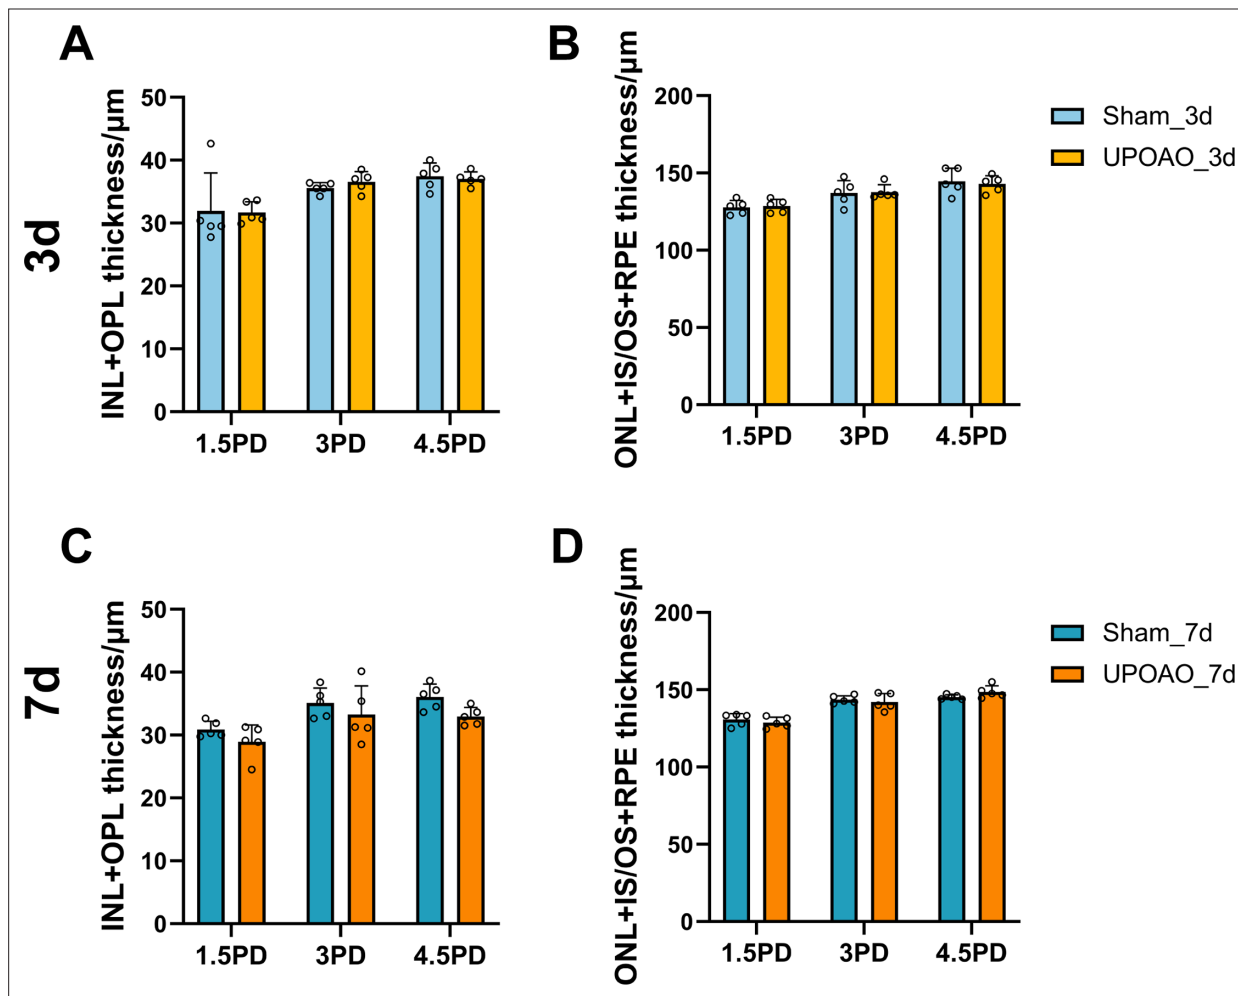 A
B
3d
INL+OPL thickness/μm
50
40
30
20
10
0
1.5PD 3PD 4.5PD
ONL+IS/OS+RPE thickness/μm
200
150
100
50
0
1.5PD 3PD 4.5PD
Sham_3d
UPOAO_3d
C
D
7d
INL+OPL thickness/μm
50
40
30
20
10
0
1.5PD 3PD 4.5PD
ONL+IS/OS+RPE thickness/μm
200
150
100
50
0
1.5PD 3PD 4.5PD
Sham_7d
UPOAO_7d